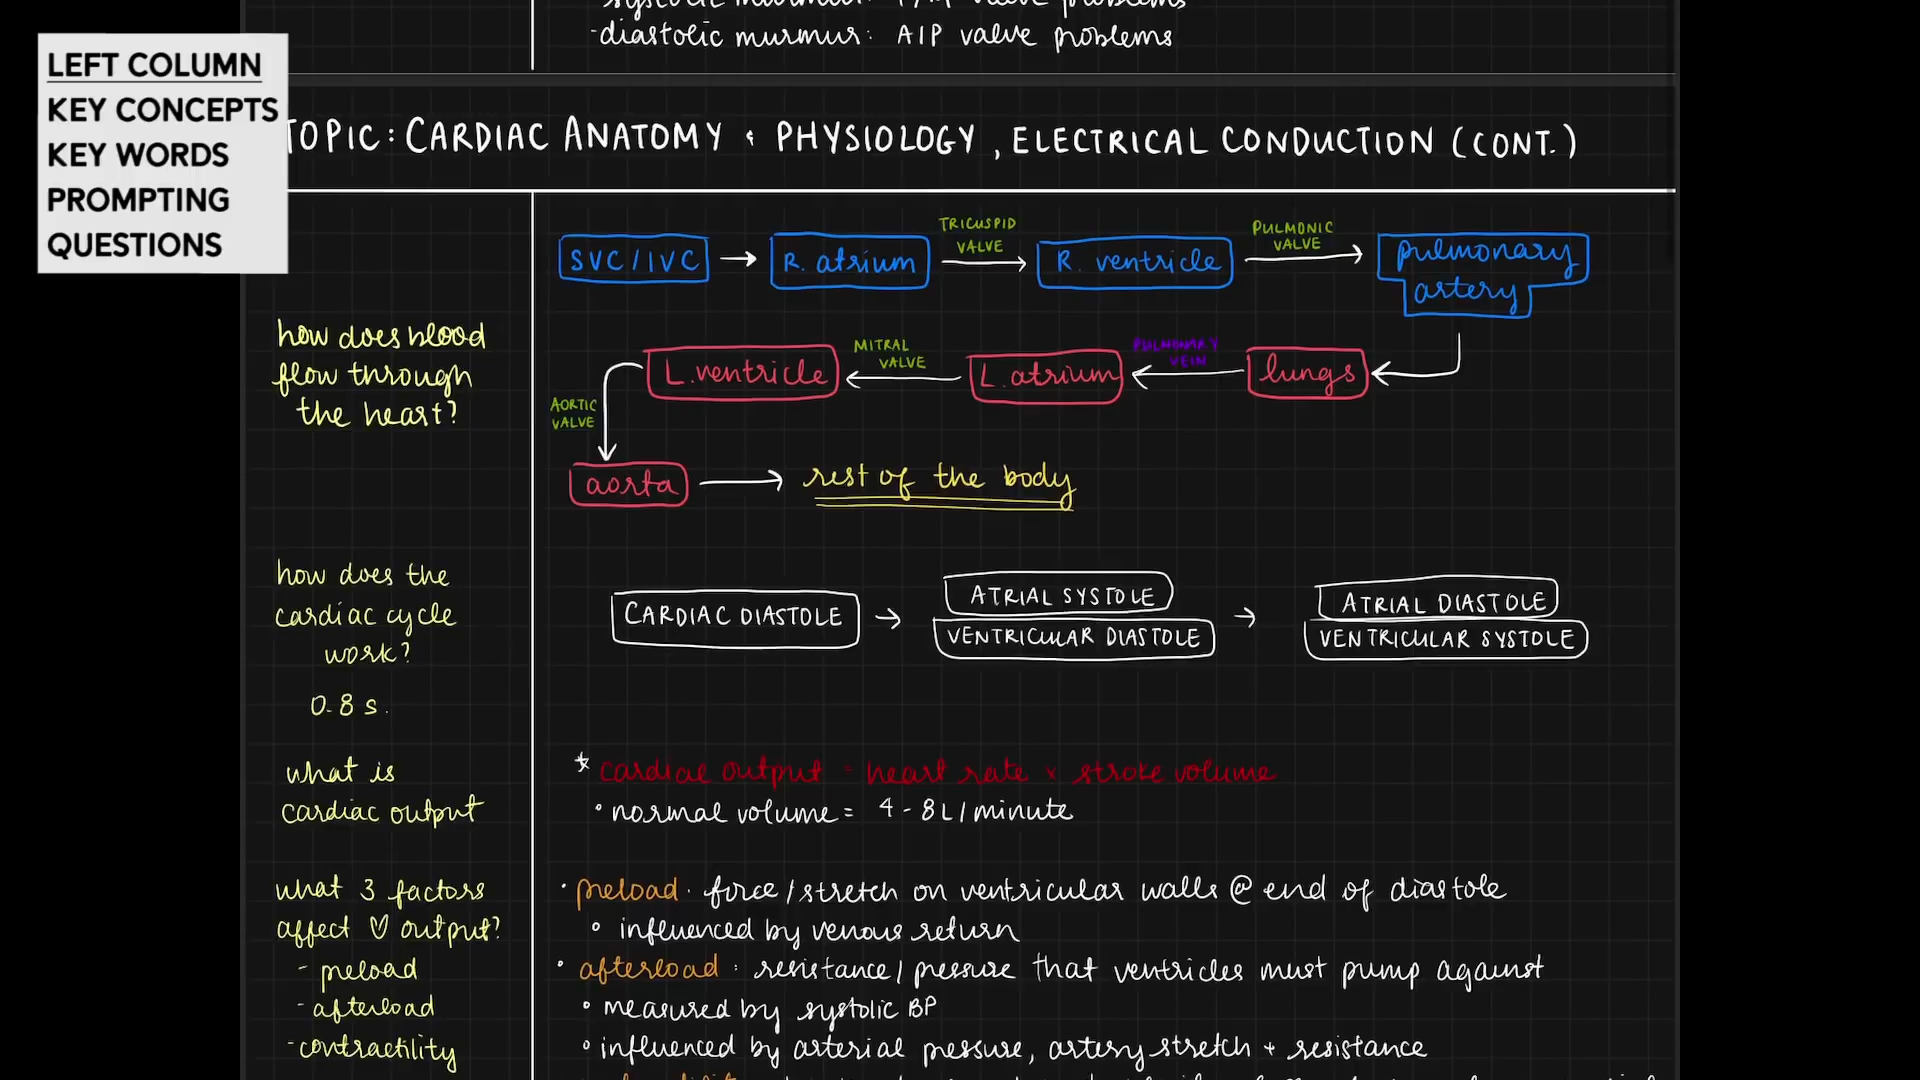 -diastolic murmur: A/P valve problems
LEFT COLUMN
KEY CONCEPTS
KEY WORDS
PROMPTING
QUESTIONS
TOPIC: CARDIAC ANATOMY & PHYSIOLOGY, ELECTRICAL CONDUCTION (CONT.)
how does blood
flow through
the heart?
SVC/IVC → R. atrium
TRICUSPID
VALVE
→ R. ventricle
PULMONIC
VALVE
→ pulmonary
artery
lungs
PULMONARY
VEIN
L. atrium
MITRAL
VALVE
L. ventricle
AORTIC
VALVE
aorta → rest of the body
how does the
cardiac cycle
work?
0.8 s.
CARDIAC DIASTOLE →
ATRIAL SYSTOLE
VENTRICULAR DIASTOLE
→
ATRIAL DIASTOLE
VENTRICULAR SYSTOLE
what is
cardiac output
* cardiac output = heart rate x stroke volume
• normal volume = 4-8L/minute
what 3 factors
affect ♡ output?
- preload
- afterload
- contractility
• preload: force/stretch on ventricular walls @ end of diastole
◦ influenced by venous return
• afterload: resistance/pressure that ventricles must pump against
◦ measured by systolic BP
◦ influenced by arterial pressure, artery stretch + resistance